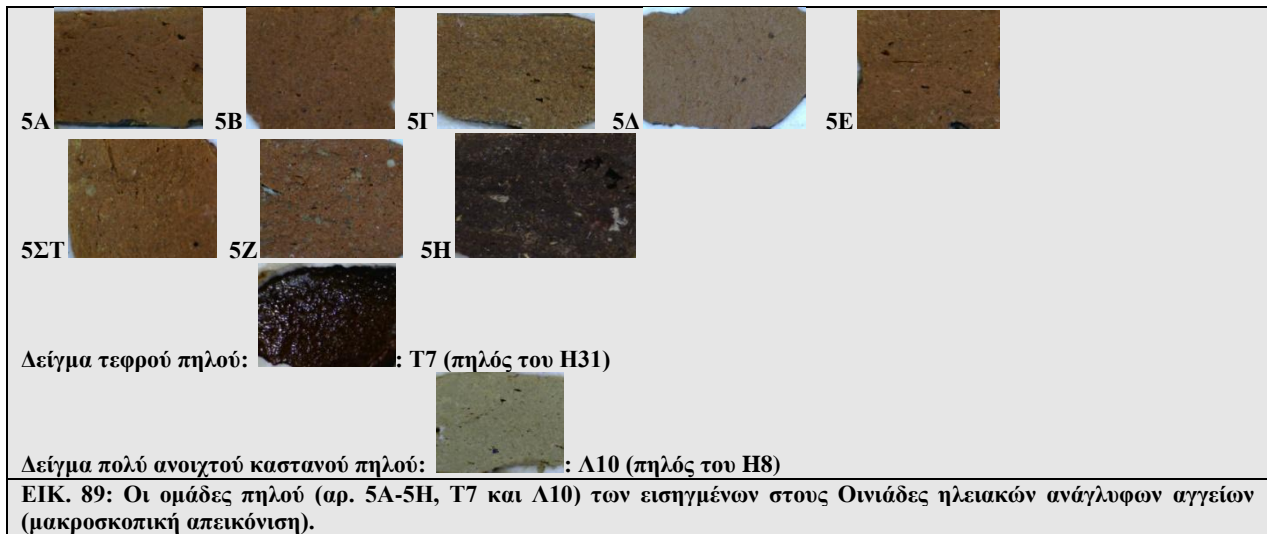 5Α 5Β 5Γ 5Δ 5Ε
5ΣΤ 5Ζ 5Η
Δείγμα τεφρού πηλού: : Τ7 (πηλός του Η31)
Δείγμα πολύ ανοιχτού καστανού πηλού: : Λ10 (πηλός του Η8)
ΕΙΚ. 89: Οι ομάδες πηλού (αρ. 5Α-5Η, Τ7 και Λ10) των εισηγμένων στους Οινιάδες ηλειακών ανάγλυφων αγγείων
(μακροσκοπική απεικόνιση).